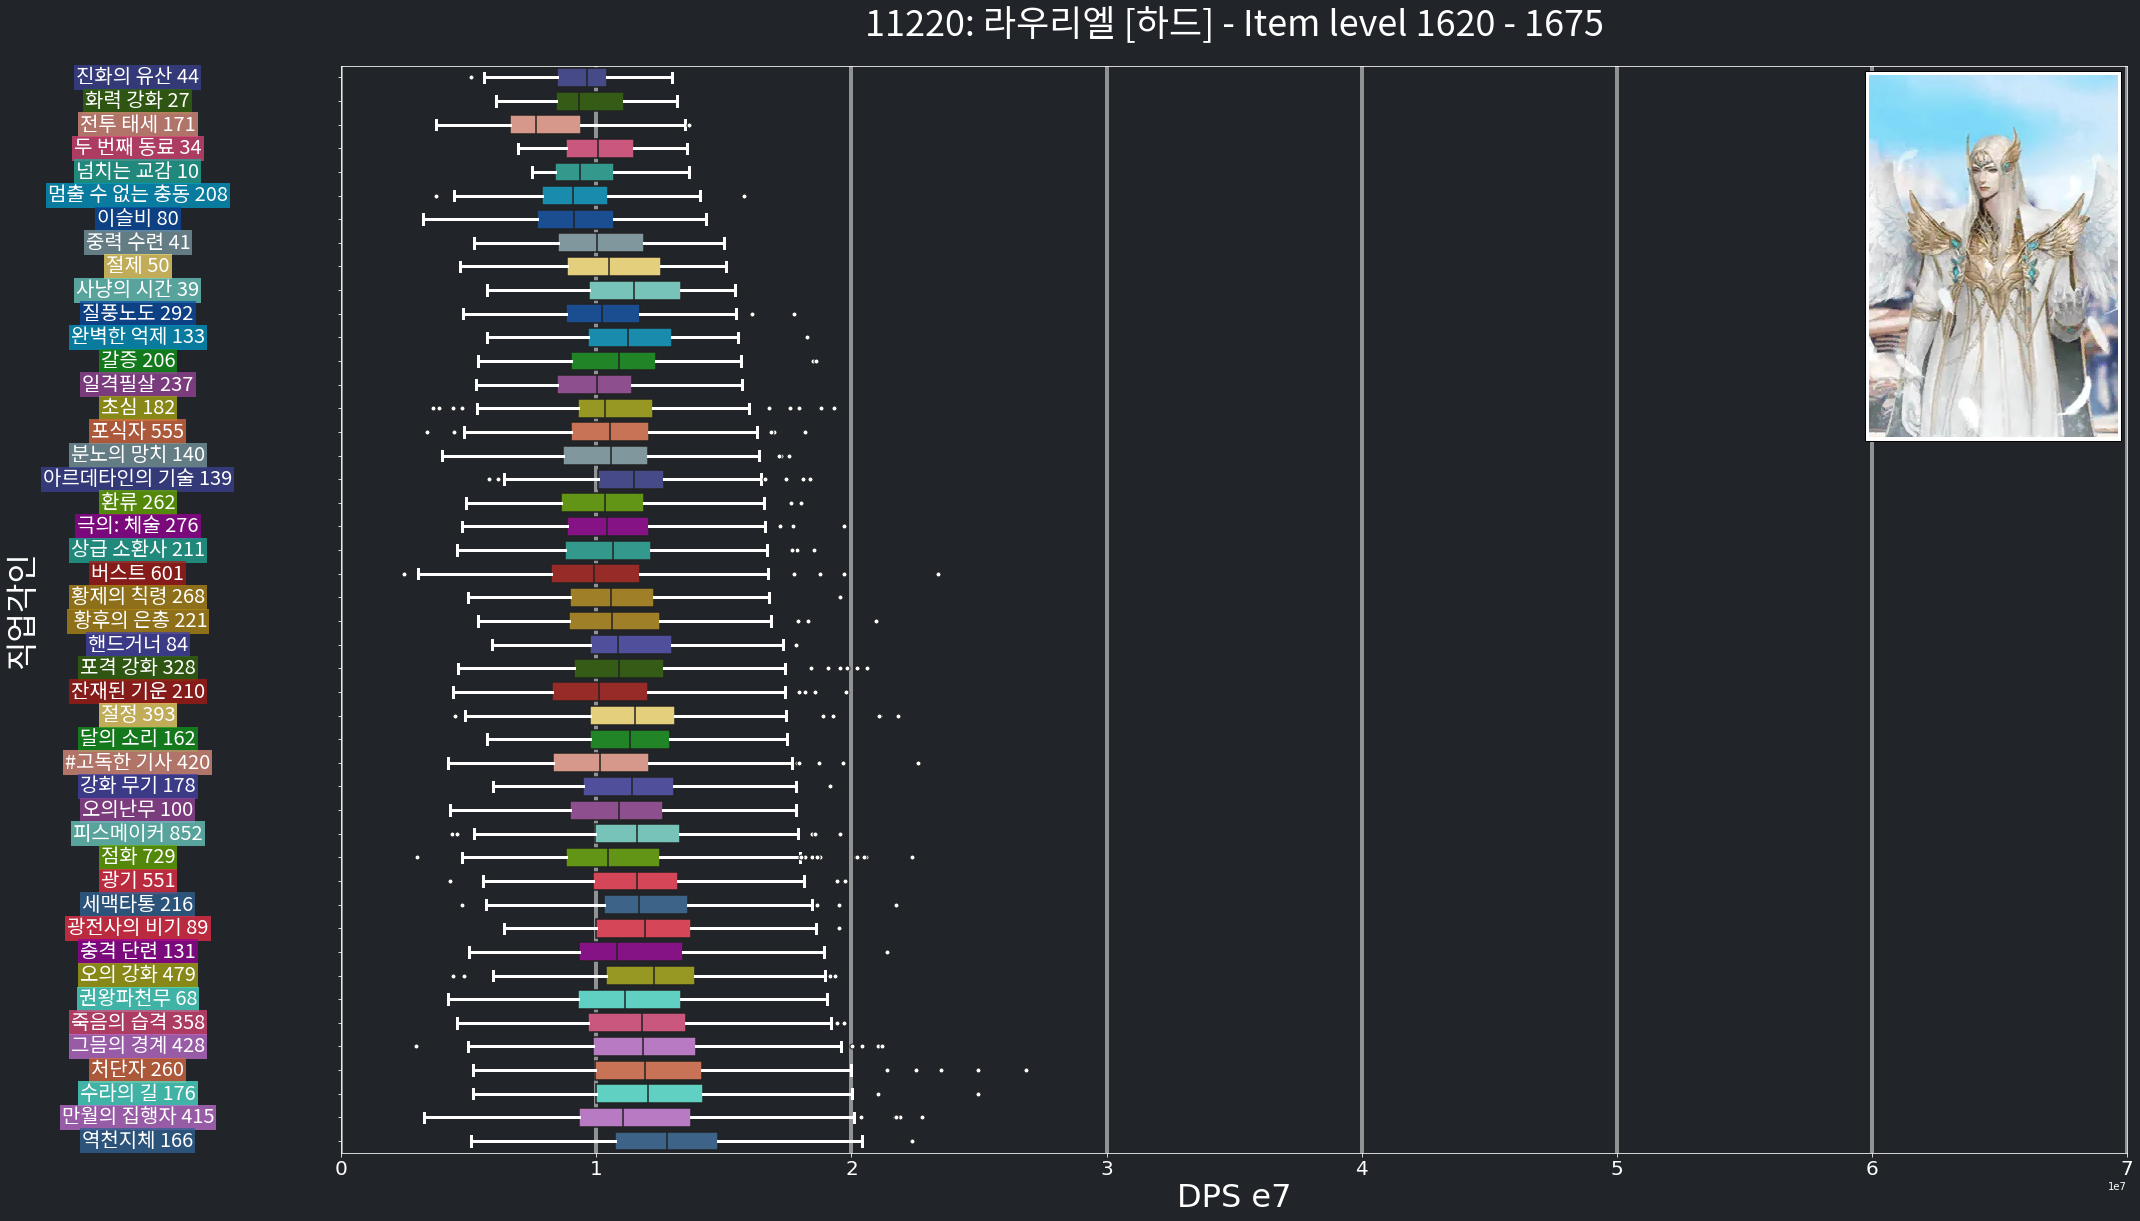 11220: 라우리엘 [하드] - Item level 1620 - 1675
진화의 유산 44
화력 강화 27
전투 태세 171
두 번째 동료 34
넘치는 교감 10
멈출 수 없는 충동 208
이슬비 80
중력 수련 41
절제 50
사냥의 시간 39
질풍노도 292
완벽한 억제 133
갈증 206
일격필살 237
초심 182
포식자 555
분노의 망치 140
아르데타인의 기술 139
환류 262
극의: 체술 276
상급 소환사 211
버스트 601
황제의 칙령 268
황후의 은총 221
핸드거너 84
포격 강화 328
잔재된 기운 210
절정 393
달의 소리 162
#고독한 기사 420
강화 무기 178
오의난무 100
피스메이커 852
점화 729
광기 551
세맥타통 216
광전사의 비기 89
충격 단련 131
오의 강화 479
권왕파천무 68
죽음의 습격 358
그믐의 경계 428
처단자 260
수라의 길 176
만월의 집행자 415
역천지체 166
직업각인
0 1 2 3 4 5 6 7
DPS e7
1e7